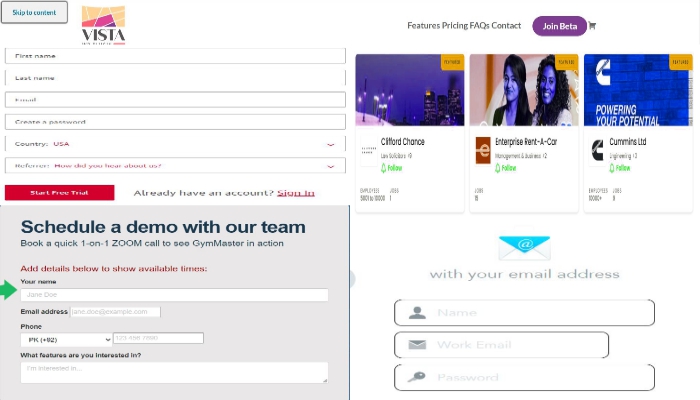 Skip to content
VISTA
Features Pricing FAQs Contact
Join Beta
First name
Last name
Email
Create a password
Country: USA
Referrer: How did you hear about us?
Start Free Trial
Already have an account? Sign In
Clifford Chance
Law Solicitors +9
Follow
EMPLOYEES JOBS
5001 to 10000 1
Enterprise Rent-A-Car
Management & Business +2
Follow
JOBS
15
POWERING
YOUR POTENTIAL
Cummins Ltd
Engineering +3
Follow
EMPLOYEES JOBS
10000+ 9
Schedule a demo with our team
Book a quick 1-on-1 ZOOM call to see GymMaster in action
Add details below to show available times:
Your name
Jane Doe
Email address jane.doe@example.com
Phone
PK (+92)
What features are you interested in?
I'm interested in...
@
with your email address
Name
Work Email
Password